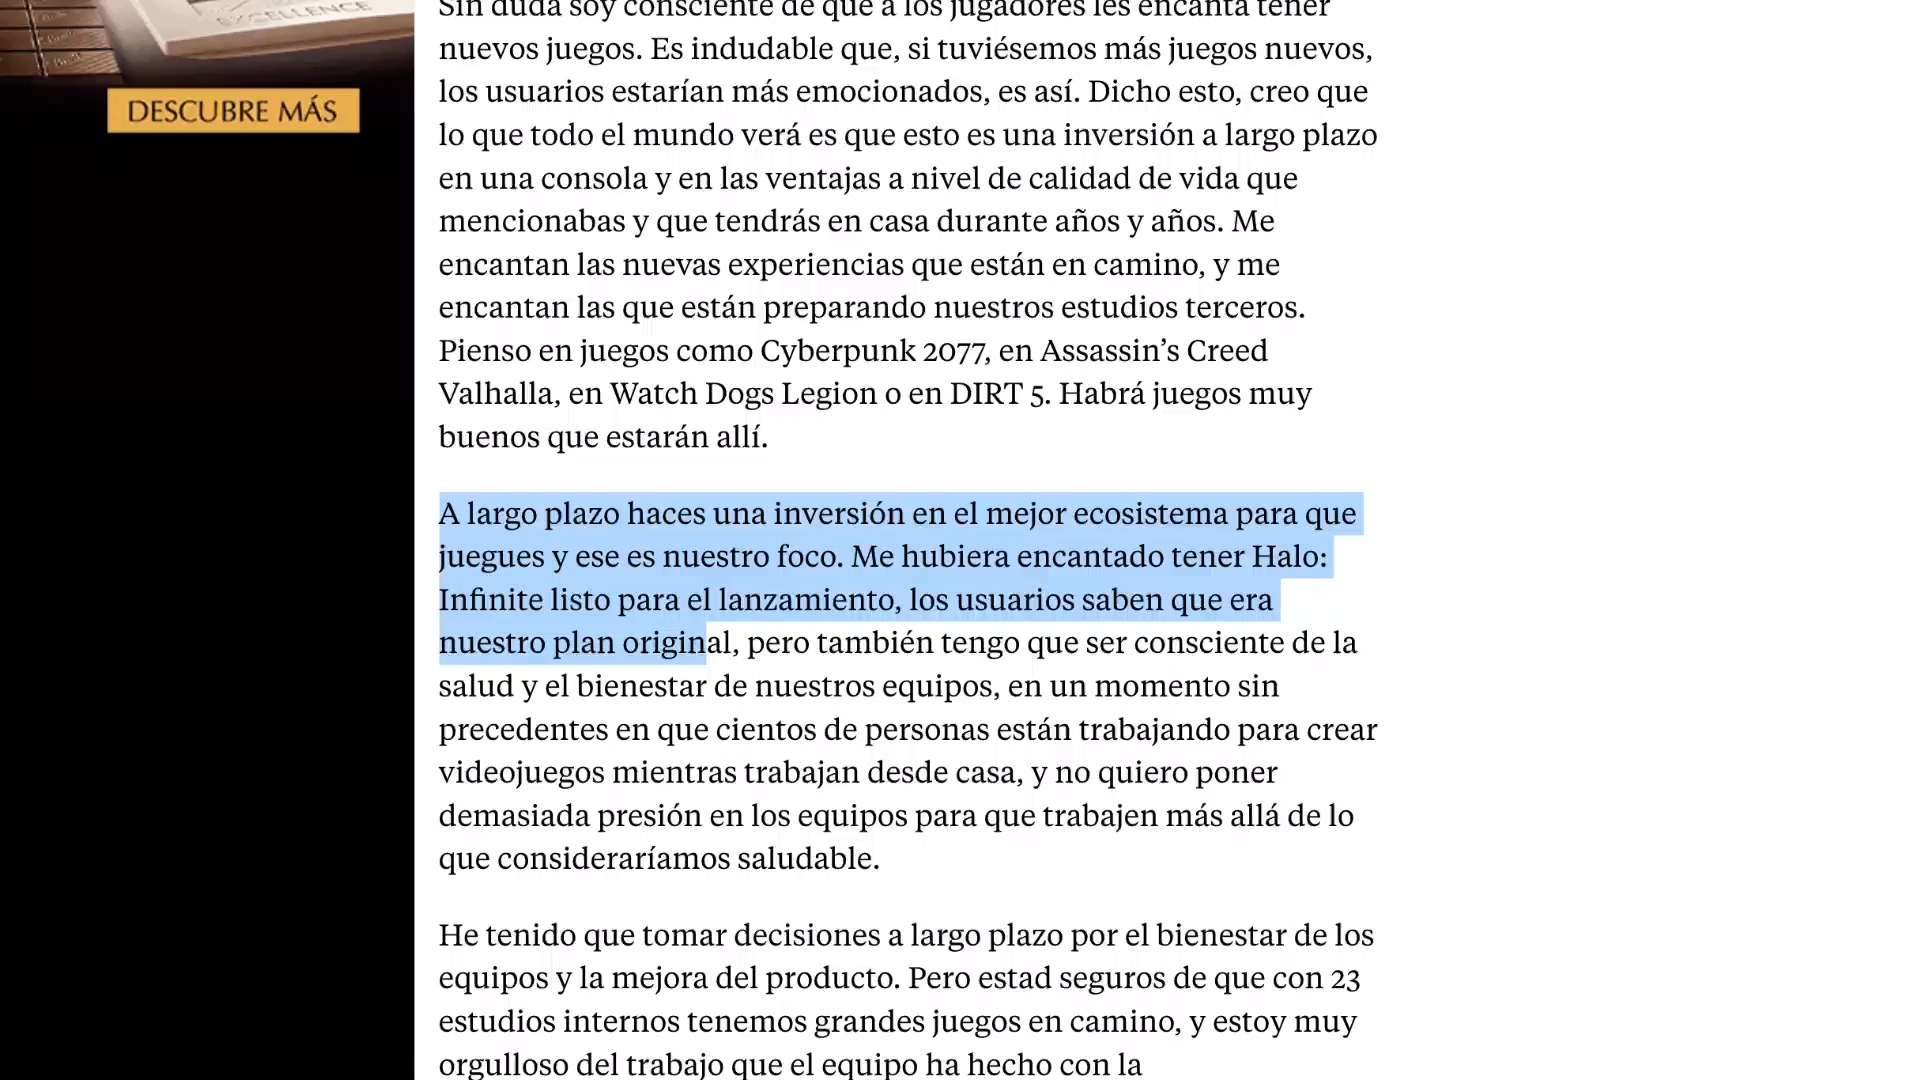 EXCELLENCE
DESCUBRE MÁS
Sin duda soy consciente de que a los jugadores les encanta tener
nuevos juegos. Es indudable que, si tuviésemos más juegos nuevos,
los usuarios estarían más emocionados, es así. Dicho esto, creo que
lo que todo el mundo verá es que esto es una inversión a largo plazo
en una consola y en las ventajas a nivel de calidad de vida que
mencionabas y que tendrás en casa durante años y años. Me
encantan las nuevas experiencias que están en camino, y me
encantan las que están preparando nuestros estudios terceros.
Pienso en juegos como Cyberpunk 2077, en Assassin’s Creed
Valhalla, en Watch Dogs Legion o en DIRT 5. Habrá juegos muy
buenos que estarán allí.
A largo plazo haces una inversión en el mejor ecosistema para que
juegues y ese es nuestro foco. Me hubiera encantado tener Halo:
Infinite listo para el lanzamiento, los usuarios saben que era
nuestro plan original, pero también tengo que ser consciente de la
salud y el bienestar de nuestros equipos, en un momento sin
precedentes en que cientos de personas están trabajando para crear
videojuegos mientras trabajan desde casa, y no quiero poner
demasiada presión en los equipos para que trabajen más allá de lo
que consideraríamos saludable.
He tenido que tomar decisiones a largo plazo por el bienestar de los
equipos y la mejora del producto. Pero estad seguros de que con 23
estudios internos tenemos grandes juegos en camino, y estoy muy
orgulloso del trabajo que el equipo ha hecho con la